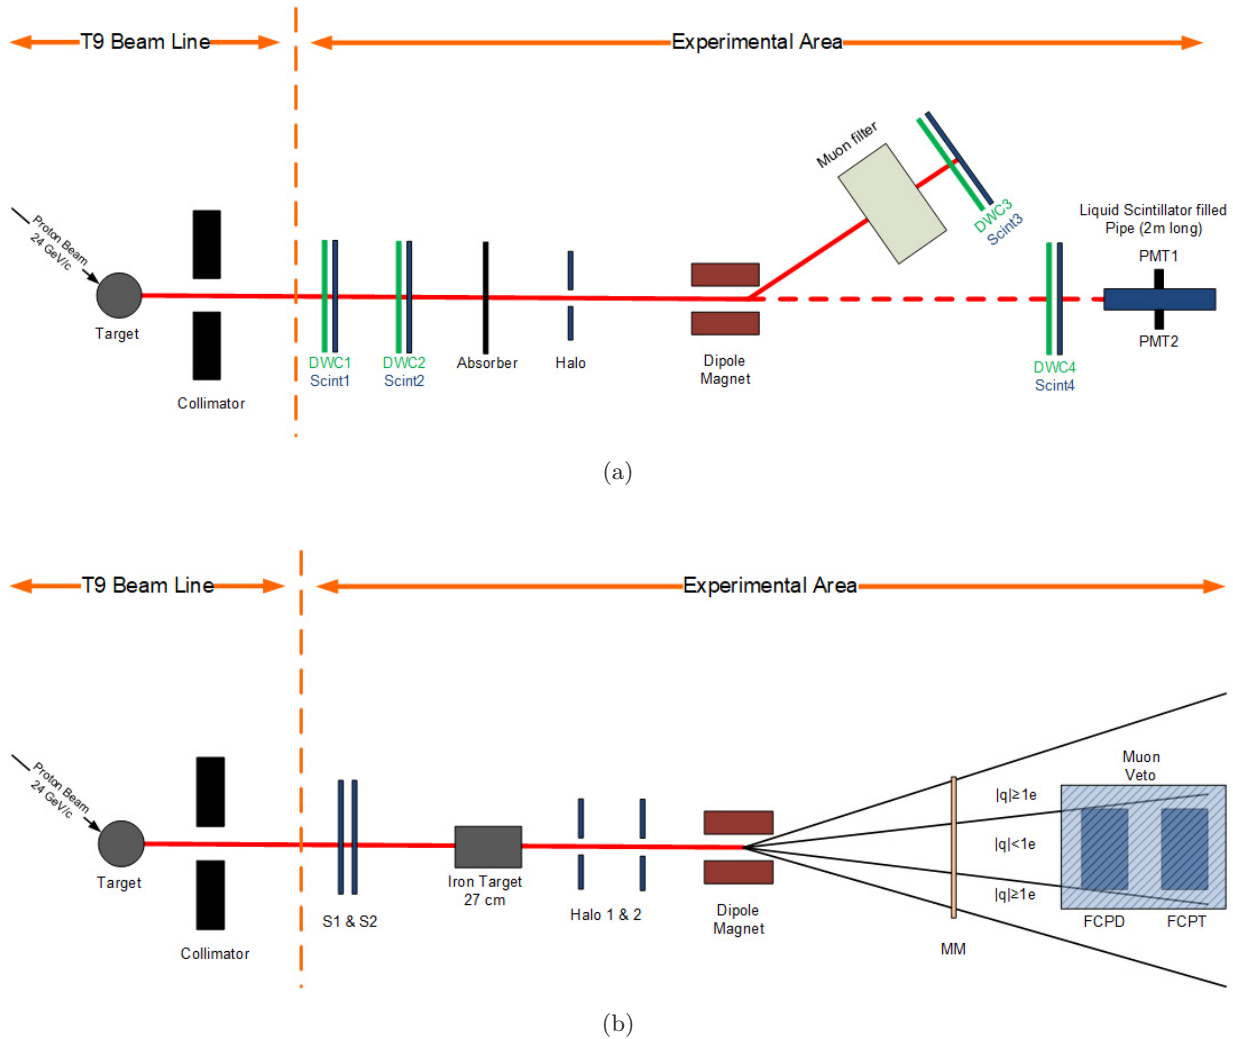 T9 Beam Line
Experimental Area
Muon filter
Proton Beam
24 GeV/c
DWC3
Scint3
Liquid Scintillator filled
Pipe (2m long)
PMT1
Target
PMT2
DWC1
Scint1
DWC2
Scint2
Absorber
Halo
Dipole
Magnet
DWC4
Scint4
Collimator
(a)
T9 Beam Line
Experimental Area
Proton Beam
24 GeV/c
Muon
Veto
|q|≥1e
|q|<1e
|q|≥1e
Target
Iron Target
27 cm
S1 & S2
Halo 1 & 2
Dipole
Magnet
FCPD
FCPT
Collimator
MM
(b)